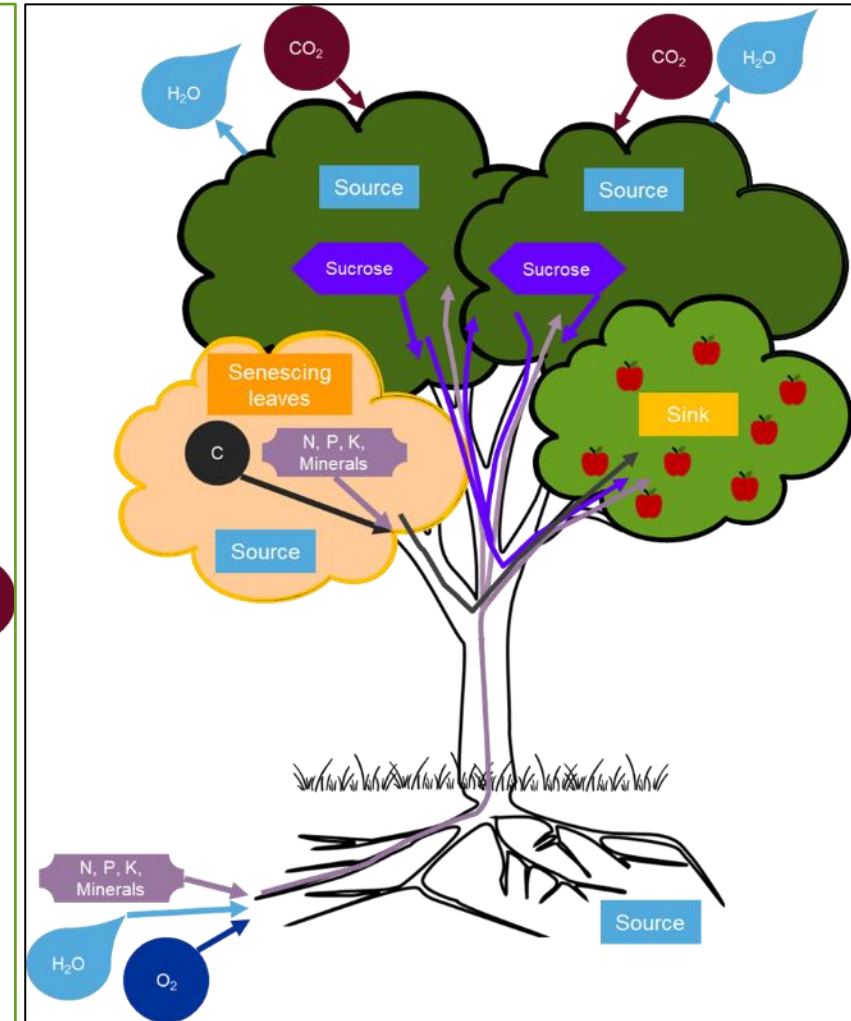 CO₂
H₂O
CO₂
H₂O
Source
Source
Sucrose
Sucrose
Senescing
leaves
C
N, P, K,
Minerals
Sink
Source
N, P, K,
Minerals
H₂O
O₂
Source